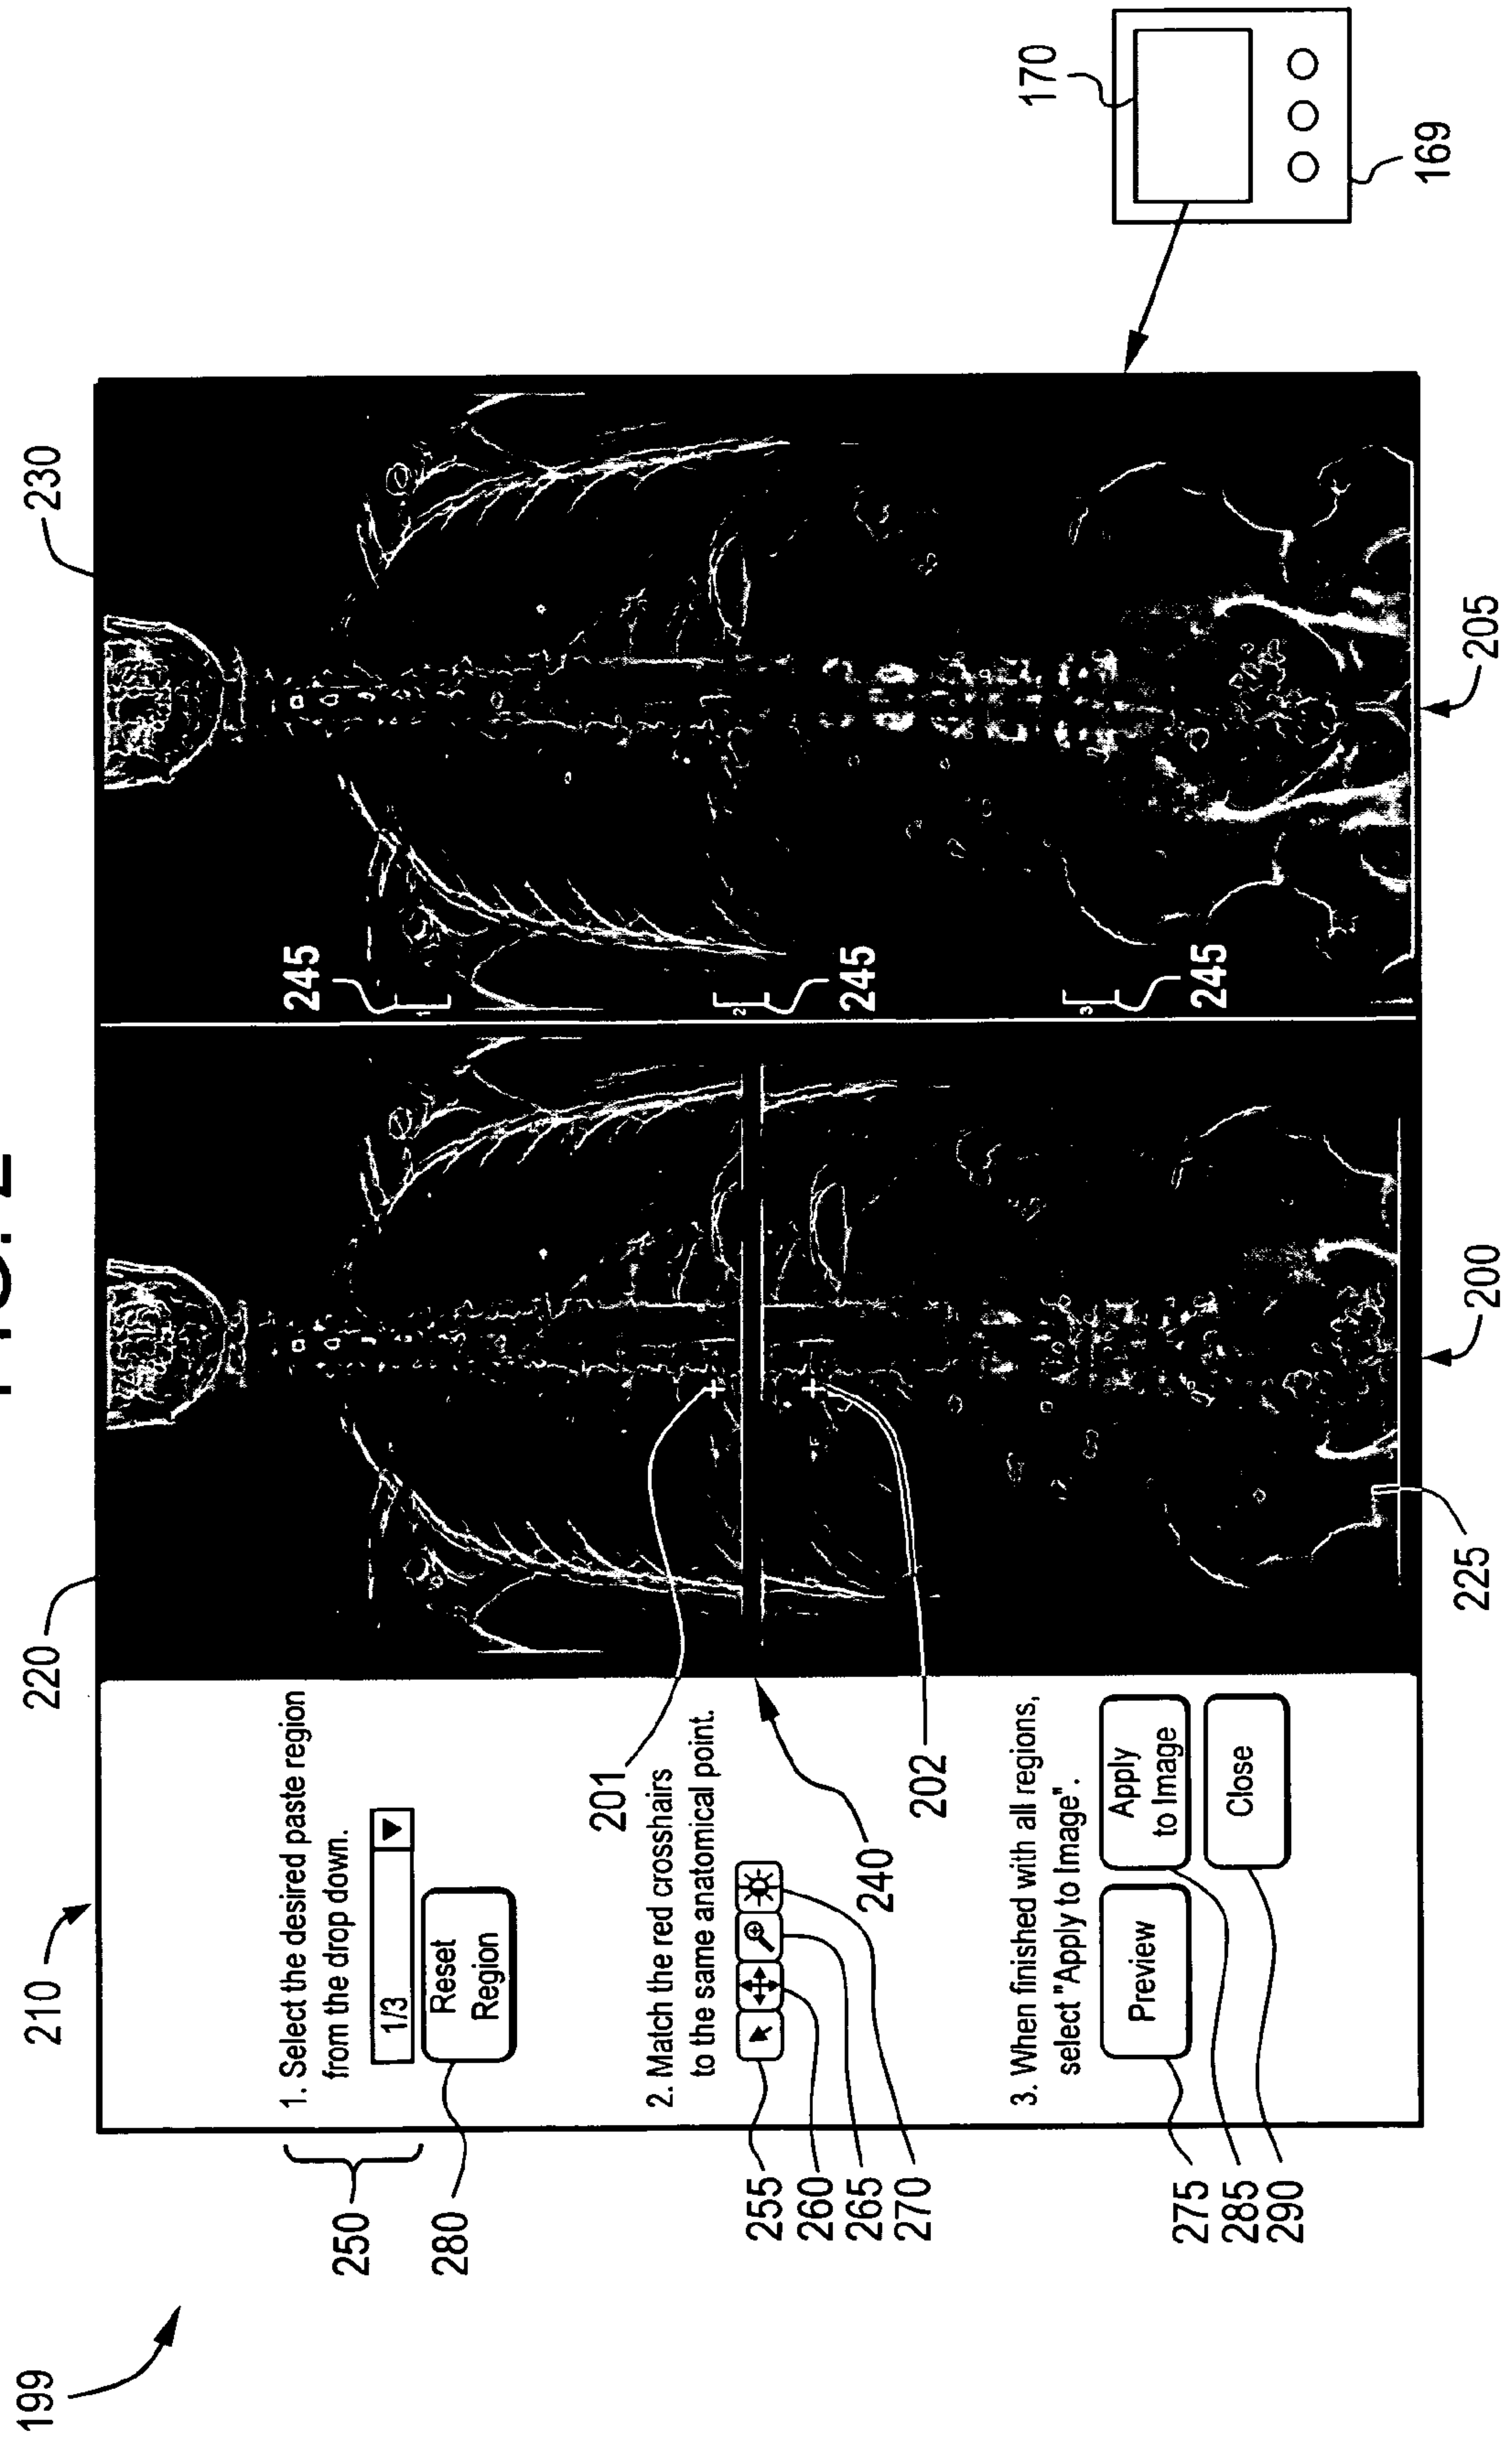 199
210
220
230
170
169
250
1. Select the desired paste region
from the drop down.
1/3
280
Reset
Region
245
1
201
2. Match the red crosshairs
to the same anatomical point.
255
260
265
270
240
202
245
2
3. When finished with all regions,
select "Apply to Image".
Preview
Apply
to Image
Close
275
285
290
245
3
225
200
205